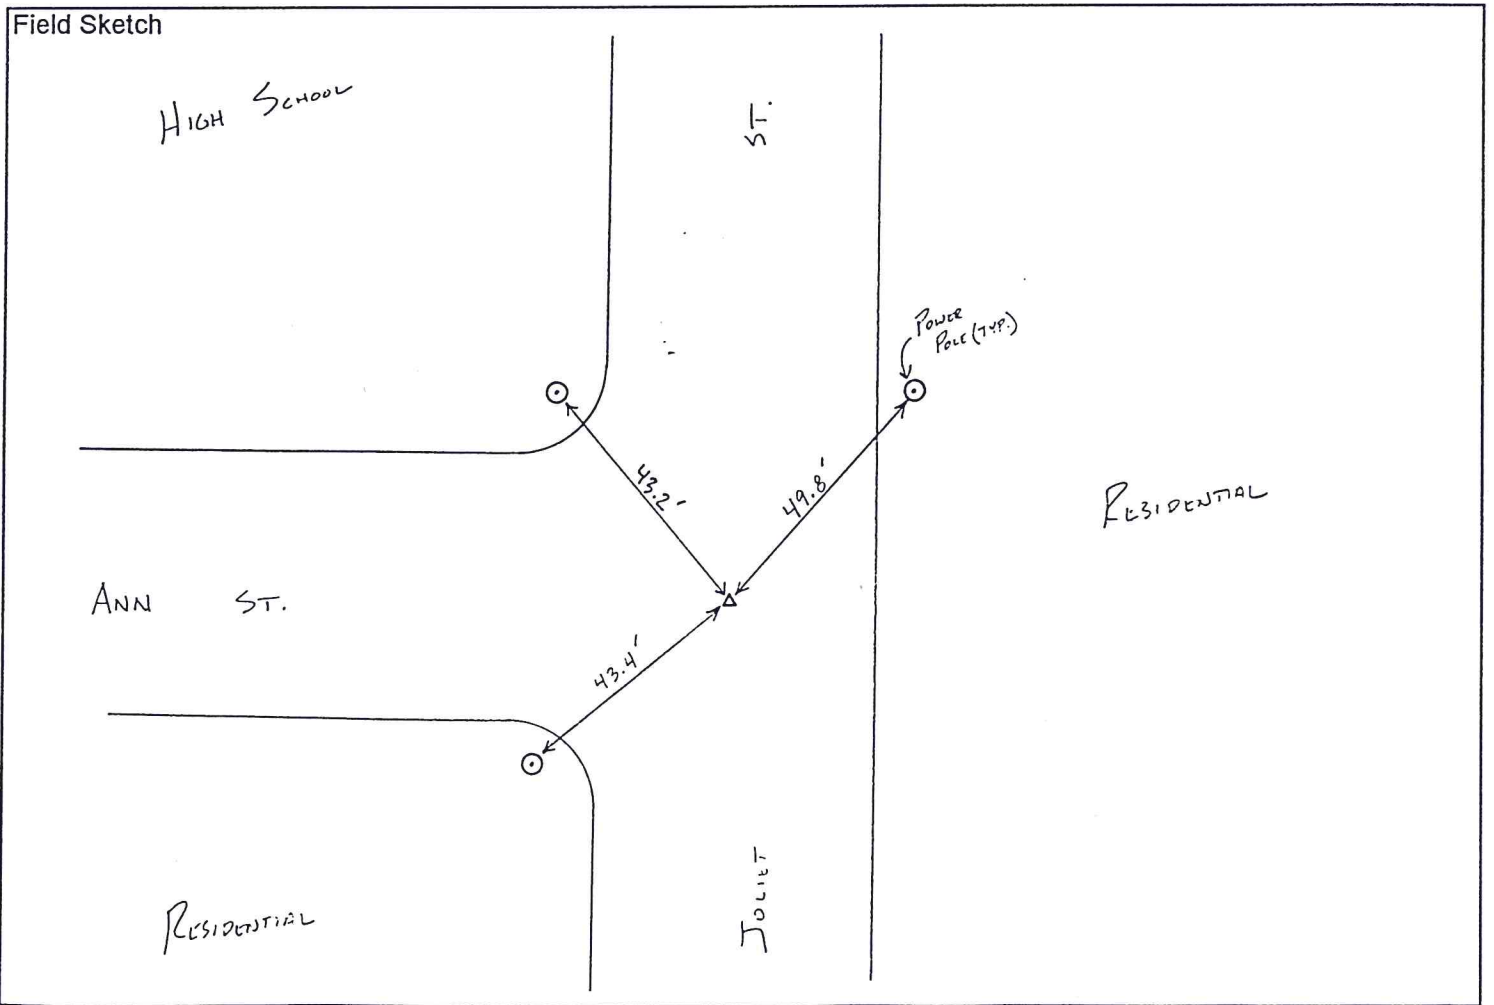 Field Sketch
HIGH SCHOOL
ST.
POWER
POLE (TYP.)
43.2'
49.8'
RESIDENTIAL
ANN ST.
43.4'
RESIDENTIAL
JOLIET